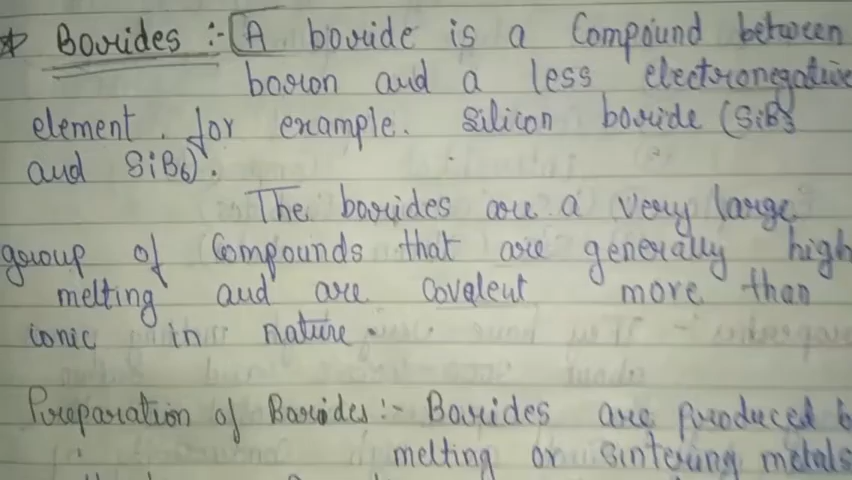 * Borides :- A boride is a Compound between
boron and a less electronegative
element. for example. Silicon boride (SiB3
and SiB6).
The borides are a very large
group of Compounds that are generally high
melting and are covalent more than
ionic in nature.
Preparation of Borides :- Borides are produced b
melting or sintering metals